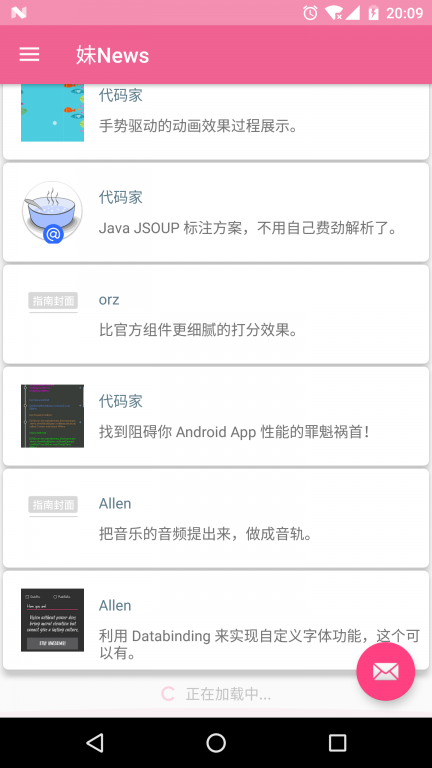 20:09
妹News
代码家
手势驱动的动画效果过程展示。
代码家
Java JSOUP 标注方案，不用自己费劲解析了。
@
指南封面
orz
比官方组件更细腻的打分效果。
代码家
找到阻碍你 Android App 性能的罪魁祸首！
指南封面
Allen
把音乐的音频提出来，做成音轨。
Allen
利用 Databinding 来实现自定义字体功能，这个可
以有。
正在加载中...